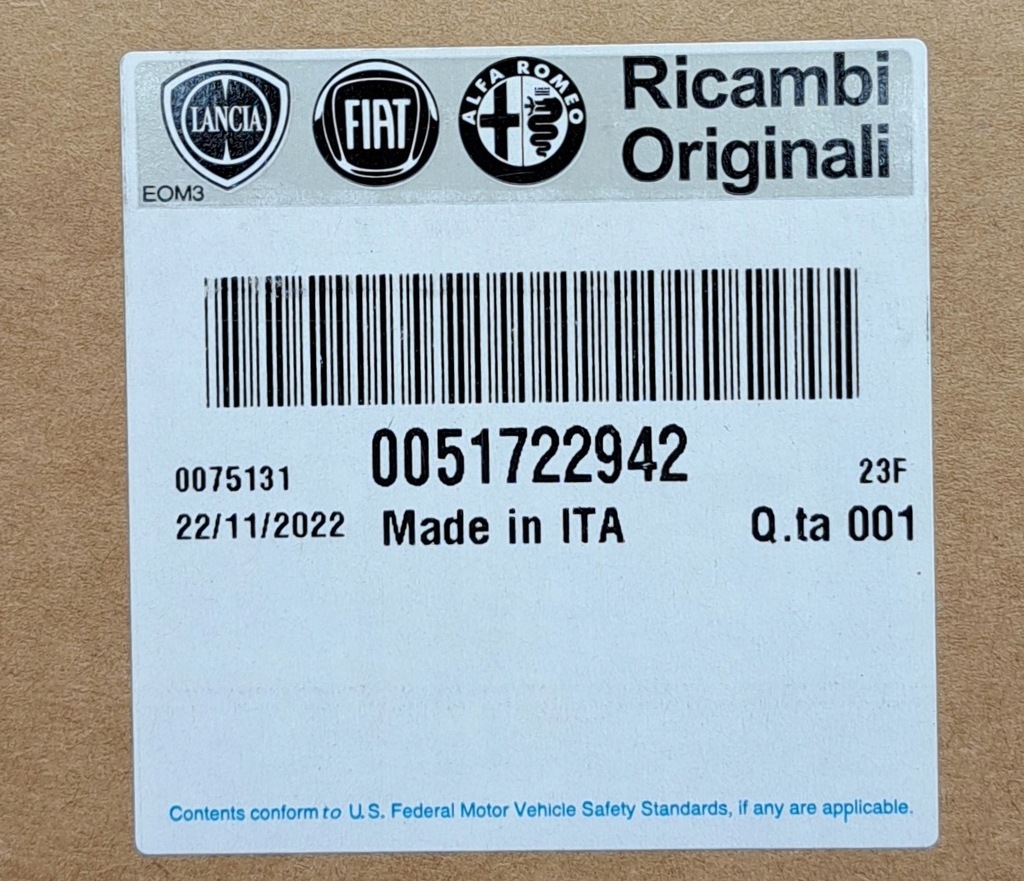 LANCIA
FIAT
ALFA ROMEO
Ricambi
Originali
EOM3
0051722942
0075131
23F
22/11/2022 Made in ITA Q.ta 001
Contents conform to U.S. Federal Motor Vehicle Safety Standards, if any are applicable.